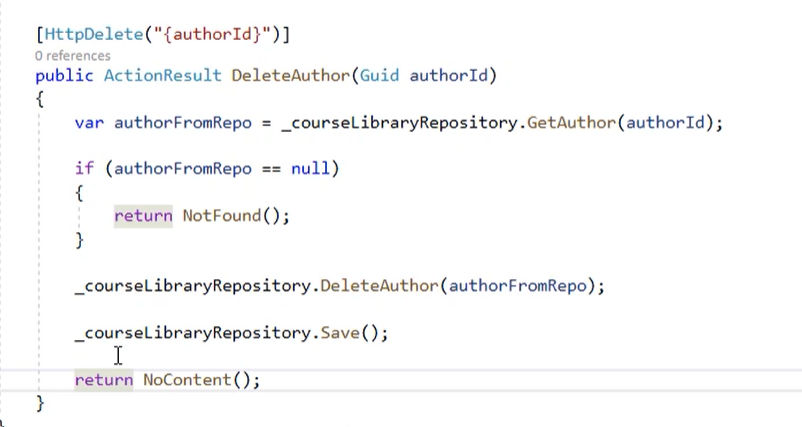 [HttpDelete("{authorId}")]
0 references
public ActionResult DeleteAuthor(Guid authorId)
{
var authorFromRepo = _courseLibraryRepository.GetAuthor(authorId);
if (authorFromRepo == null)
{
return NotFound();
}
_courseLibraryRepository.DeleteAuthor(authorFromRepo);
_courseLibraryRepository.Save();
return NoContent();
}